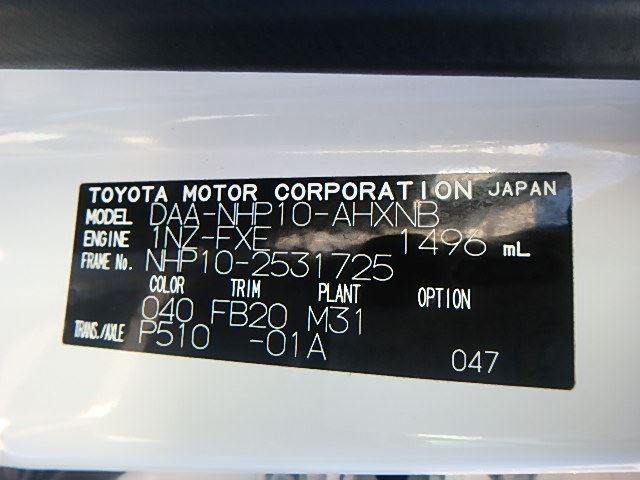 TOYOTA MOTOR CORPORATION JAPAN
MODEL DAA-NHP10-AHXNB
ENGINE 1NZ-FXE 1496 mL
FRAME No. NHP10-2531725
COLOR TRIM PLANT OPTION
040 FB20 M31
TRANS./AXLE P510 -01A 047